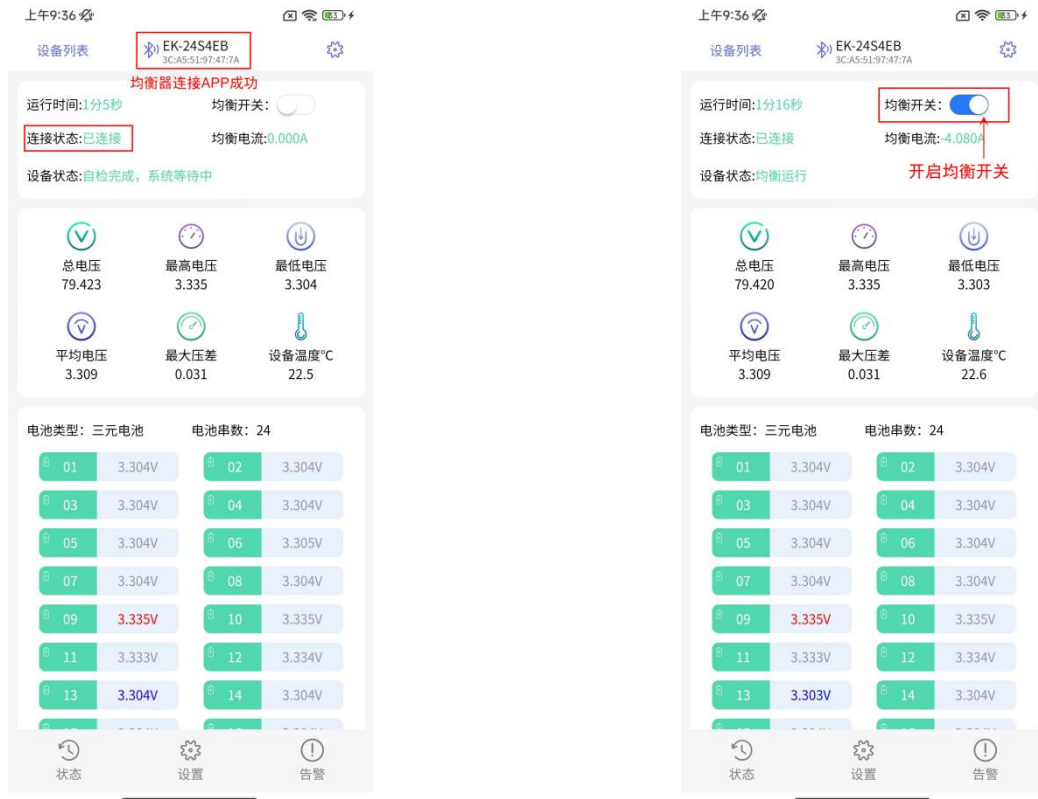 上午9:36
83
设备列表
EK-24S4EB
3C:A5:51:97:47:7A
均衡器连接APP成功
运行时间:1分5秒
均衡开关:
连接状态:已连接
均衡电流:0.000A
设备状态:自检完成，系统等待中
总电压
最高电压
最低电压
79.423
3.335
3.304
平均电压
最大压差
设备温度°C
3.309
0.031
22.5
电池类型：三元电池
电池串数：24
01 3.304V
02 3.304V
03 3.304V
04 3.304V
05 3.304V
06 3.305V
07 3.304V
08 3.304V
09 3.335V
10 3.335V
11 3.333V
12 3.334V
13 3.304V
14 3.304V
状态
设置
告警
上午9:36
83
设备列表
EK-24S4EB
3C:A5:51:97:47:7A
运行时间:1分16秒
均衡开关:
连接状态:已连接
均衡电流:-4.080A
开启均衡开关
设备状态:均衡运行
总电压
最高电压
最低电压
79.420
3.335
3.303
平均电压
最大压差
设备温度°C
3.309
0.031
22.6
电池类型：三元电池
电池串数：24
01 3.304V
02 3.304V
03 3.304V
04 3.304V
05 3.304V
06 3.304V
07 3.304V
08 3.304V
09 3.335V
10 3.335V
11 3.333V
12 3.334V
13 3.303V
14 3.304V
状态
设置
告警